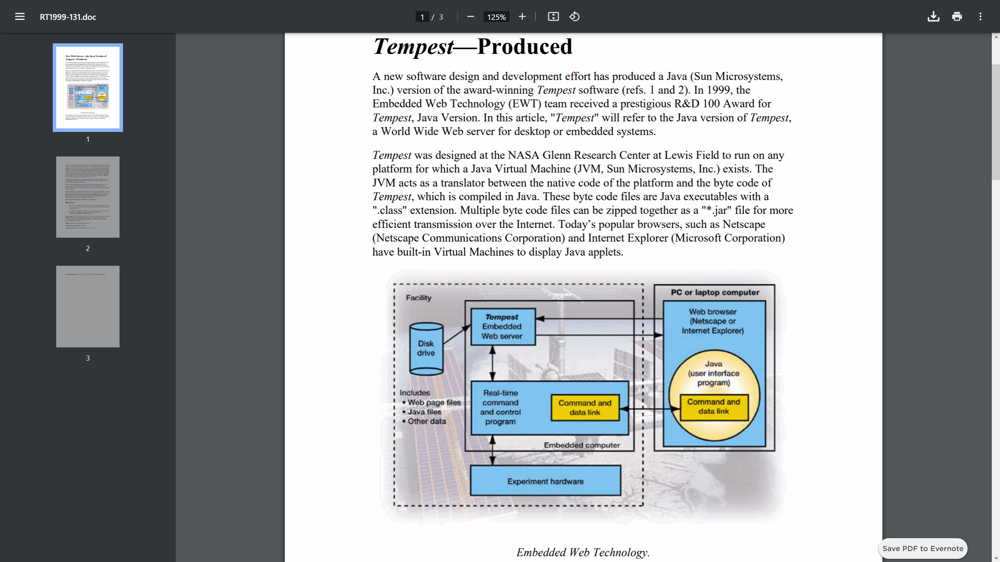 RT1999-131.doc
1 / 3
125%
New Web Server—the Java Version of
Tempest—Produced
1
2
3
Tempest—Produced
A new software design and development effort has produced a Java (Sun Microsystems,
Inc.) version of the award-winning Tempest software (refs. 1 and 2). In 1999, the
Embedded Web Technology (EWT) team received a prestigious R&D 100 Award for
Tempest, Java Version. In this article, "Tempest" will refer to the Java version of Tempest,
a World Wide Web server for desktop or embedded systems.
Tempest was designed at the NASA Glenn Research Center at Lewis Field to run on any
platform for which a Java Virtual Machine (JVM, Sun Microsystems, Inc.) exists. The
JVM acts as a translator between the native code of the platform and the byte code of
Tempest, which is compiled in Java. These byte code files are Java executables with a
".class" extension. Multiple byte code files can be zipped together as a "*.jar" file for more
efficient transmission over the Internet. Today’s popular browsers, such as Netscape
(Netscape Communications Corporation) and Internet Explorer (Microsoft Corporation)
have built-in Virtual Machines to display Java applets.
Facility
Disk
drive
Includes
• Web page files
• Java files
• Other data
Tempest
Embedded
Web server
Real-time
command
and control
program
Command and
data link
Embedded computer
Experiment hardware
PC or laptop computer
Web browser
(Netscape or
Internet Explorer)
Java
(user interface
program)
Command and
data link
Embedded Web Technology.
Save PDF to Evernote